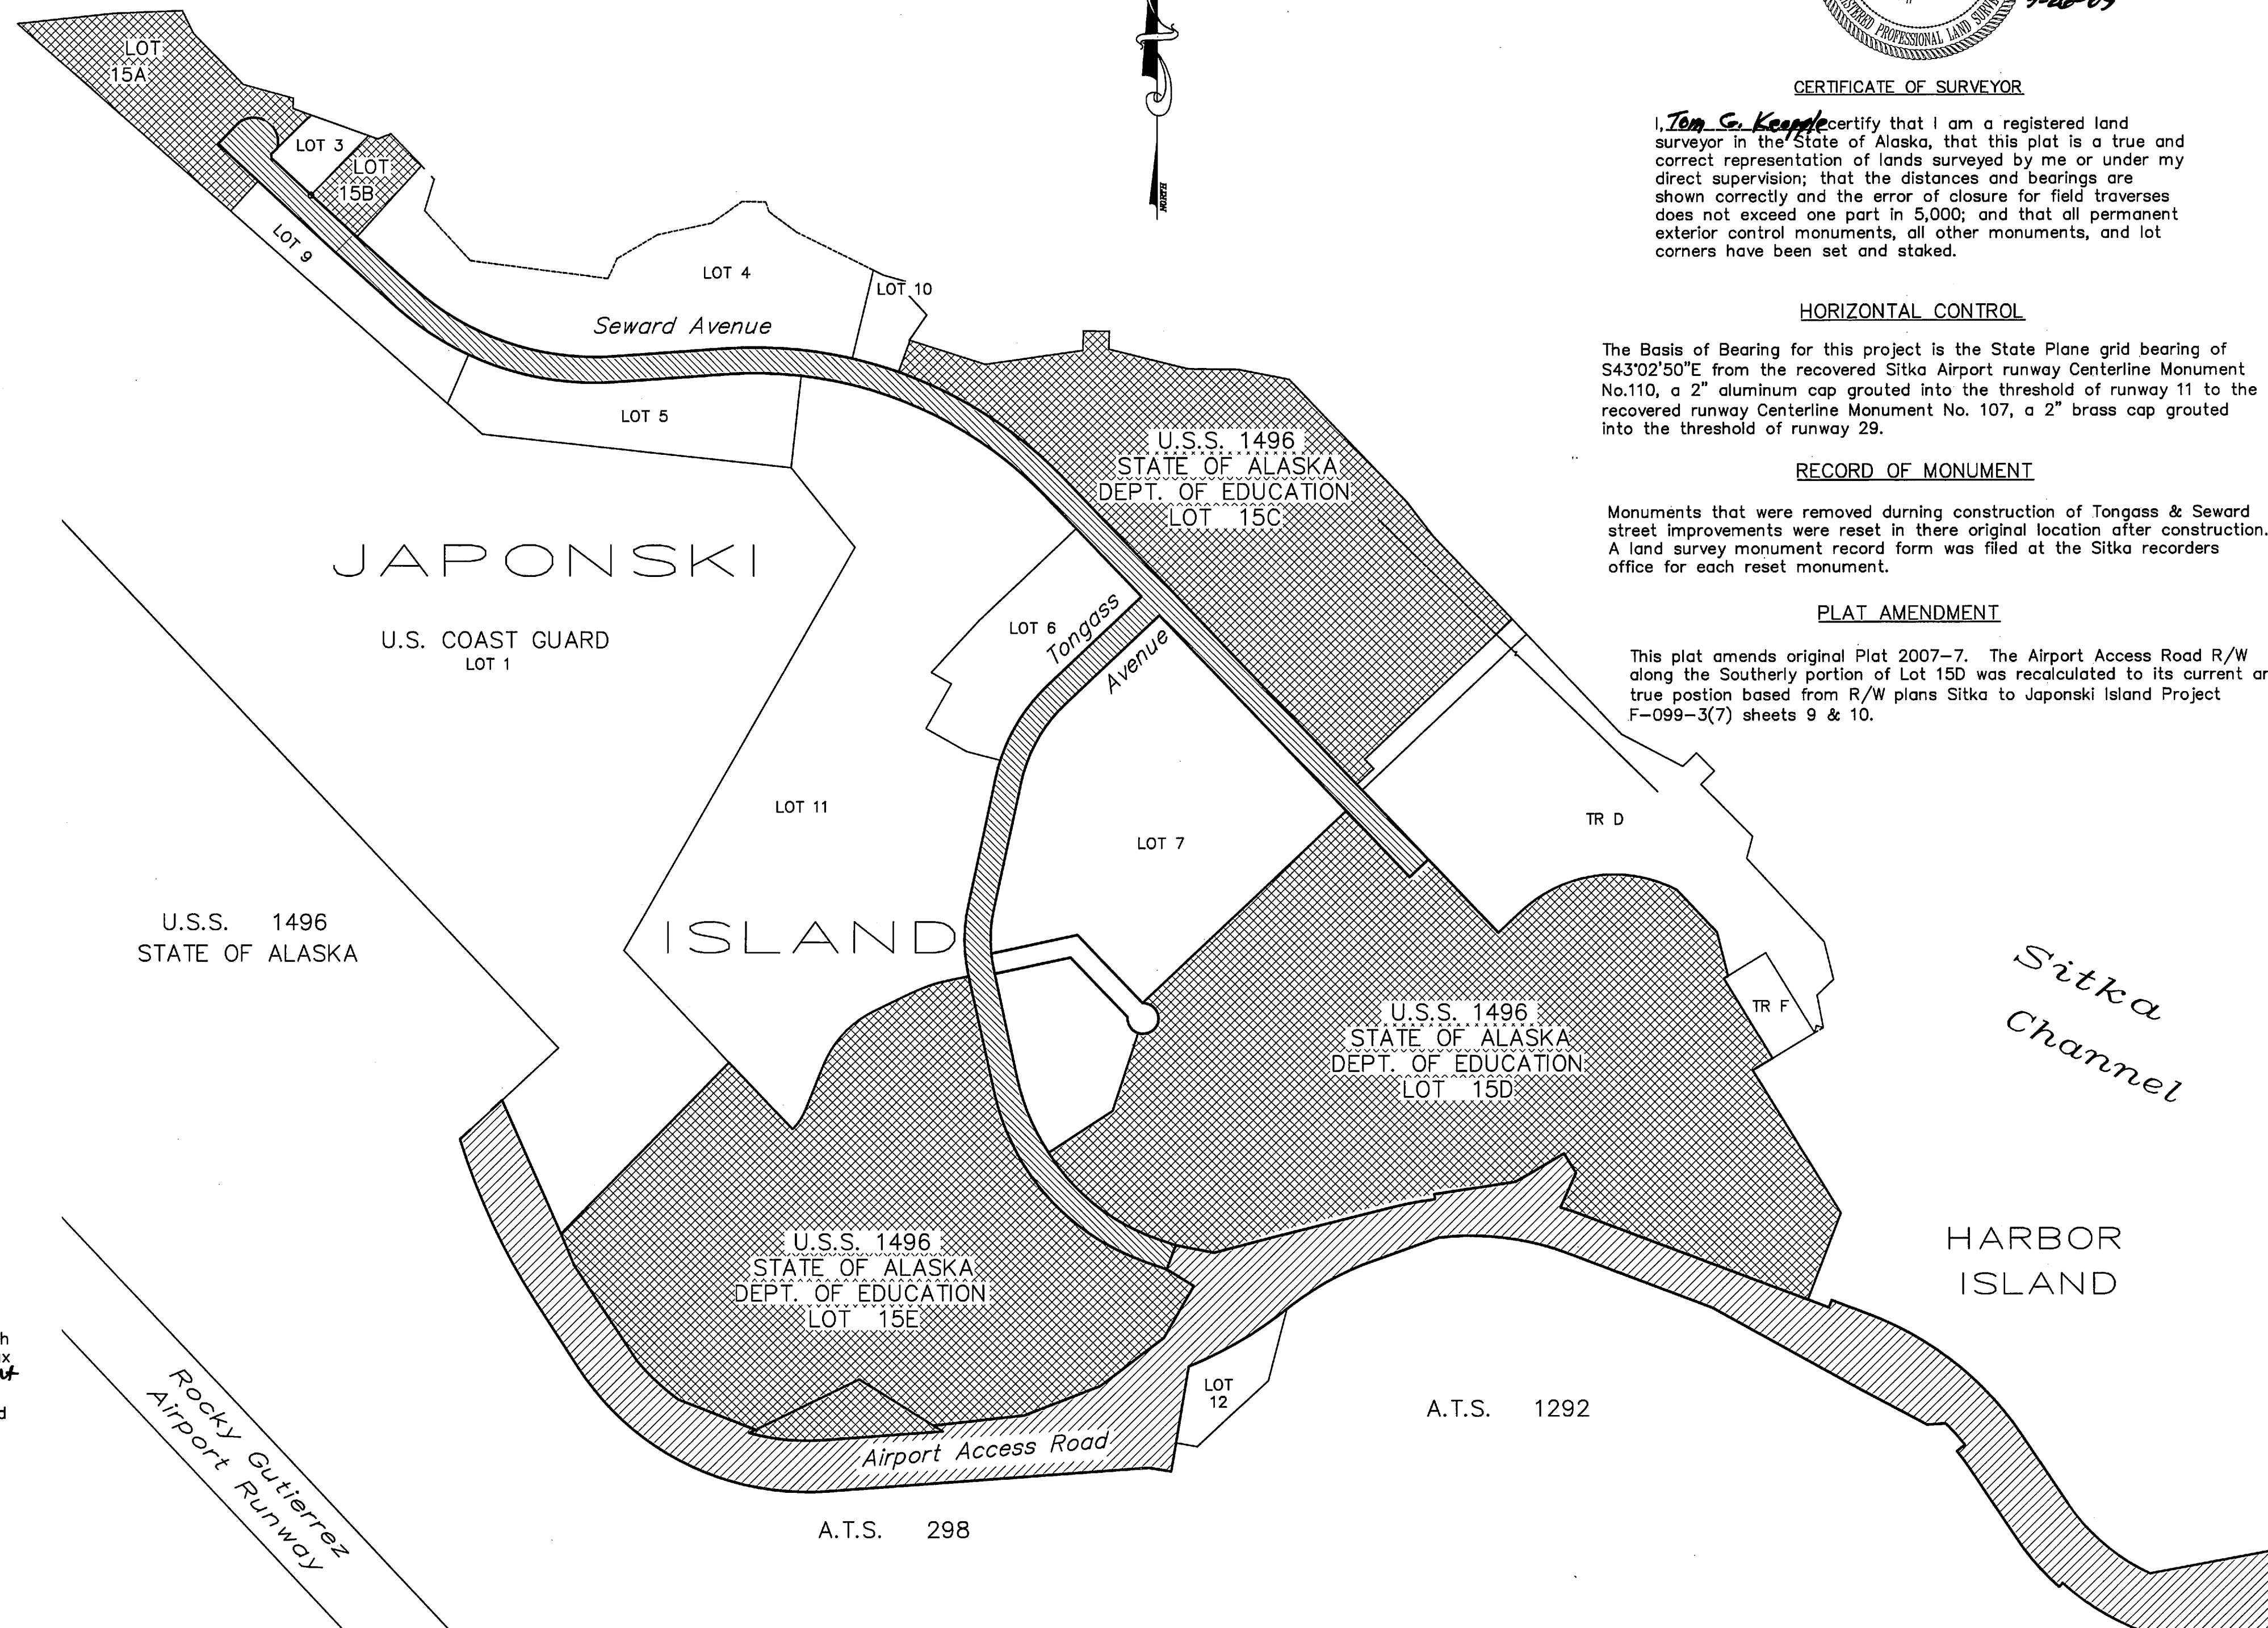 REGISTERED PROFESSIONAL LAND
CERTIFICATE OF SURVEYOR
I, Tom G. Kepple certify that I am a registered land
surveyor in the State of Alaska, that this plat is a true and
correct representation of lands surveyed by me or under my
direct supervision; that the distances and bearings are
shown correctly and the error of closure for field traverses
does not exceed one part in 5,000; and that all permanent
exterior control monuments, all other monuments, and lot
corners have been set and staked.
HORIZONTAL CONTROL
The Basis of Bearing for this project is the State Plane grid bearing of
S43°02'50"E from the recovered Sitka Airport runway Centerline Monument
No.110, a 2" aluminum cap grouted into the threshold of runway 11 to the
recovered runway Centerline Monument No. 107, a 2" brass cap grouted
into the threshold of runway 29.
RECORD OF MONUMENT
Monuments that were removed durning construction of Tongass & Seward
street improvements were reset in there original location after construction.
A land survey monument record form was filed at the Sitka recorders
office for each reset monument.
PLAT AMENDMENT
This plat amends original Plat 2007-7. The Airport Access Road R/W
along the Southerly portion of Lot 15D was recalculated to its current
true postion based from R/W plans Sitka to Japonski Island Project
F-099-3(7) sheets 9 & 10.
NORTH
LOT
15A
LOT 3
LOT
15B
LOT 9
LOT 4
LOT 10
Seward Avenue
LOT 5
U.S.S. 1496
STATE OF ALASKA
DEPT. OF EDUCATION
LOT 15C
JAPONSKI
U.S. COAST GUARD
LOT 1
LOT 6
Tongass
Avenue
LOT 11
LOT 7
TR D
ISLAND
U.S.S. 1496
STATE OF ALASKA
TR F
U.S.S. 1496
STATE OF ALASKA
DEPT. OF EDUCATION
LOT 15D
Sitka
Channel
U.S.S. 1496
STATE OF ALASKA
DEPT. OF EDUCATION
LOT 15E
HARBOR
ISLAND
LOT
12
A.T.S. 1292
Airport Access Road
Rocky Gutierrez
Airport Runway
A.T.S. 298